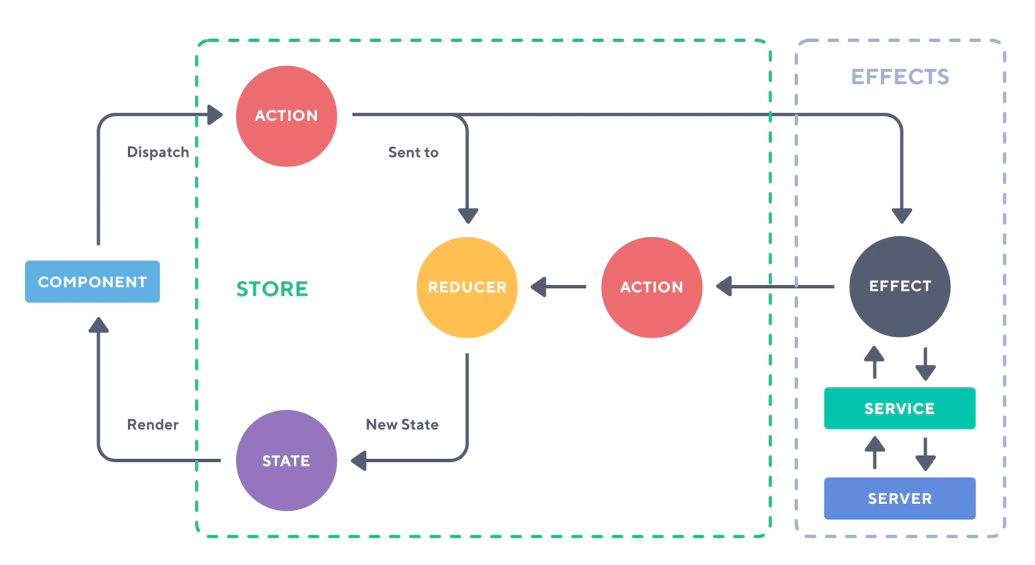 EFFECTS
ACTION
Dispatch
Sent to
COMPONENT
STORE
REDUCER
ACTION
EFFECT
SERVICE
Render
New State
STATE
SERVER